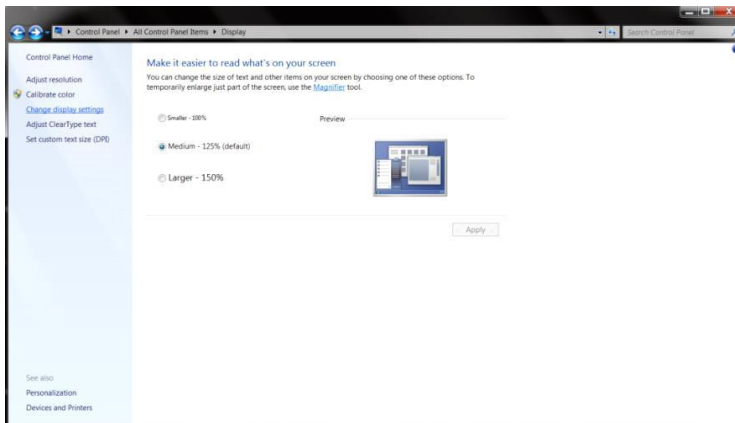 Control Panel ▸ All Control Panel Items ▸ Display
Search Control Panel
Control Panel Home
Adjust resolution
Calibrate color
Change display settings
Adjust ClearType text
Set custom text size (DPI)
Make it easier to read what's on your screen
You can change the size of text and other items on your screen by choosing one of these options. To
temporarily enlarge just part of the screen, use the Magnifier tool.
Smaller - 100%
Preview
Medium - 125% (default)
Larger - 150%
Apply
See also
Personalization
Devices and Printers